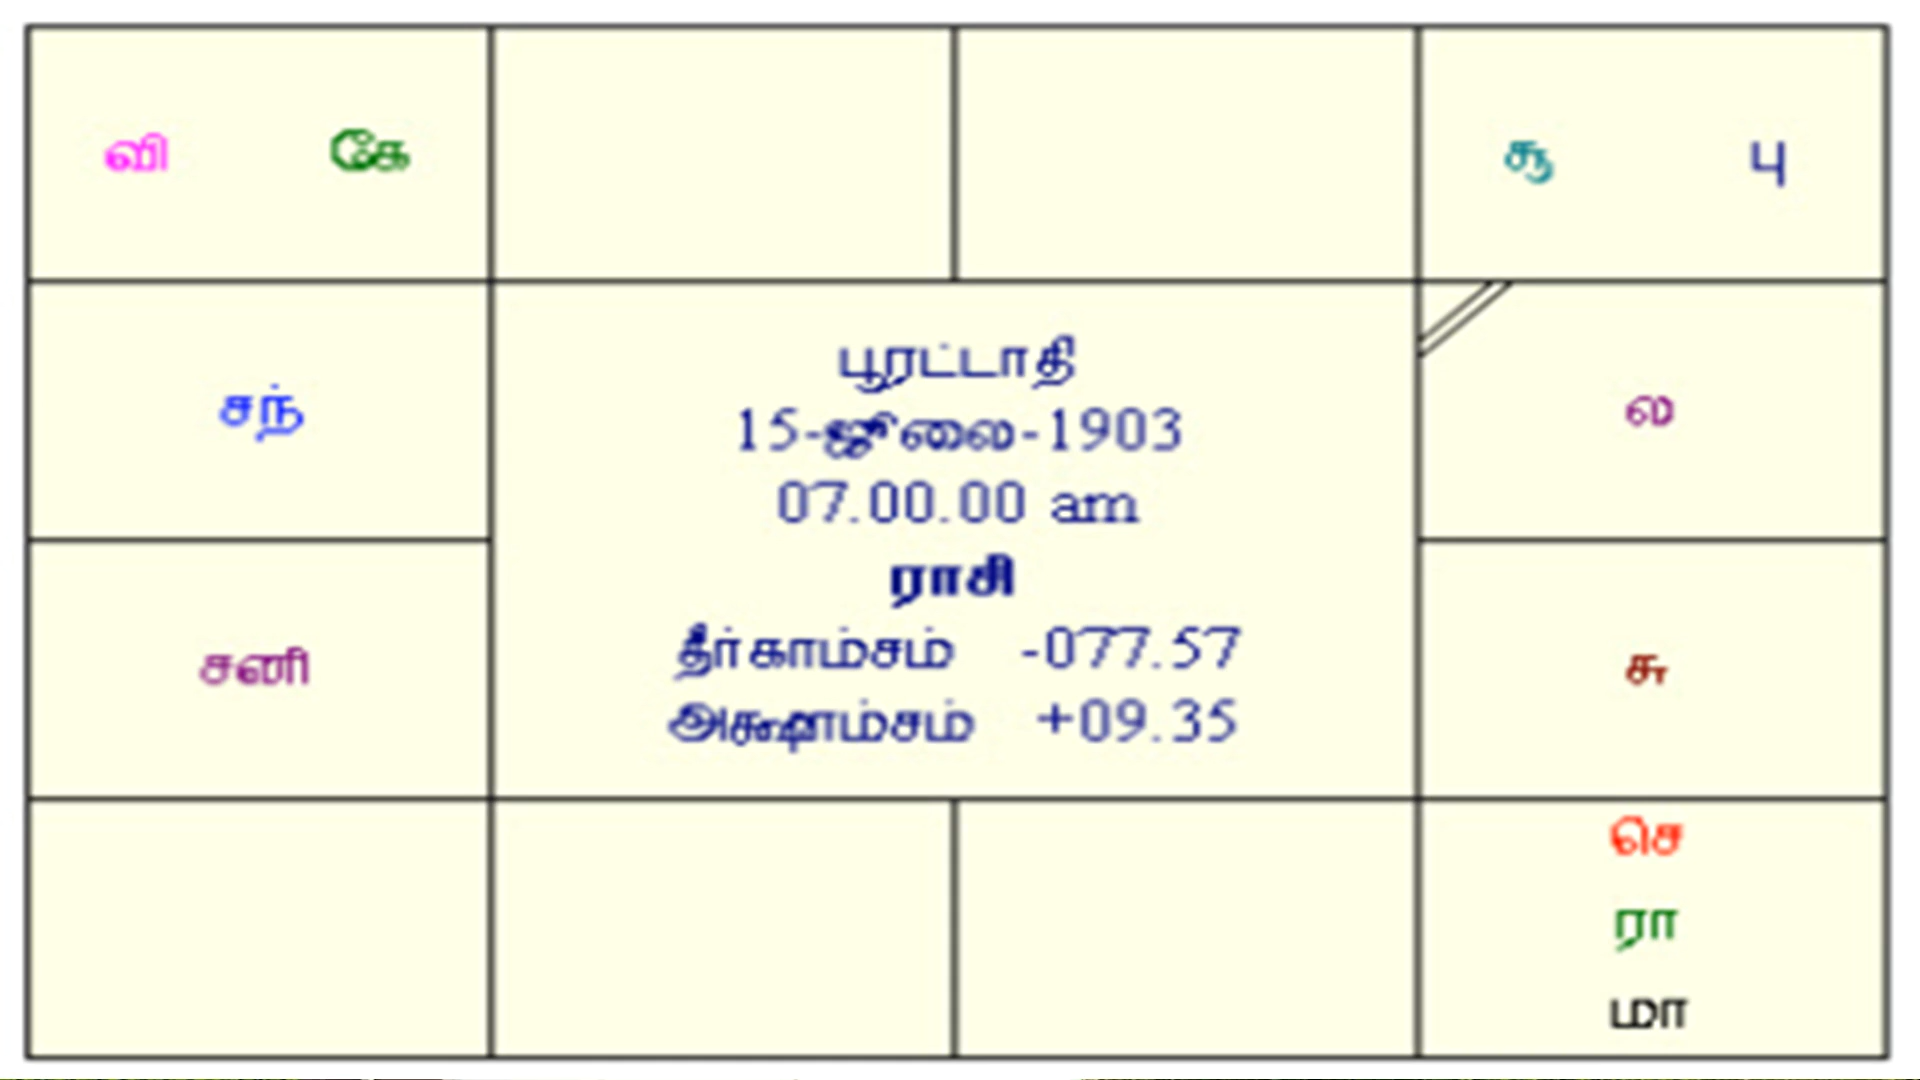 வி கே
சூ பு
சந்
பூரட்டாதி
15-ஜுலை-1903
07.00.00 am
ராசி
தீர்காம்சம் -077.57
அக்ஷாம்சம் +09.35
ல
சனி
சு
செ
ரா
மா